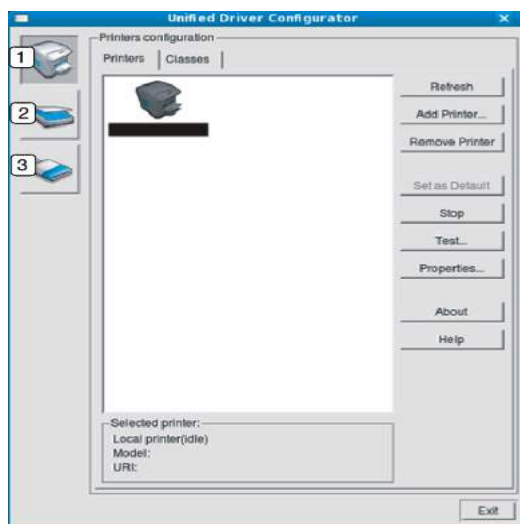 Unified Driver Configurator
1
2
3
Printers configuration
Printers
Classes
Refresh
Add Printer...
Remove Printer
Set as Default
Stop
Test...
Properties...
About
Help
Selected printer:
Local printer(idle)
Model:
URI:
Exit